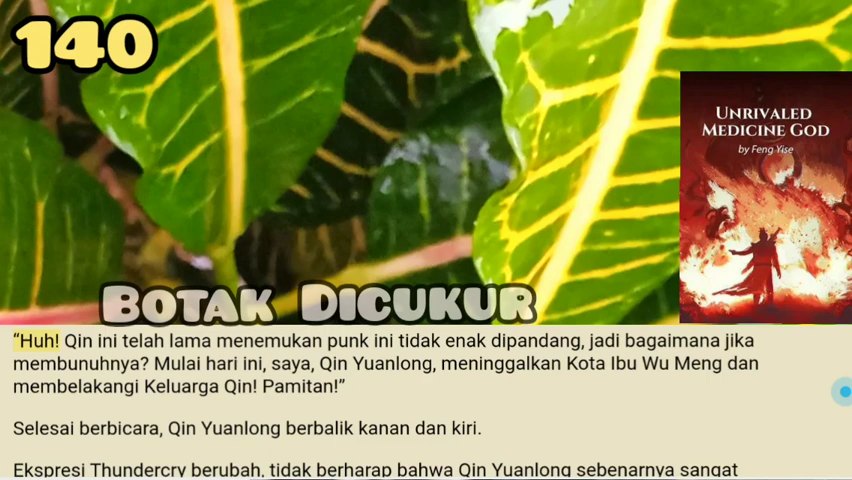 140
UNRIVALED
MEDICINE GOD
by Feng Yise
BOTAK DICUKUR
“Huh! Qin ini telah lama menemukan punk ini tidak enak dipandang, jadi bagaimana jika
membunuhnya? Mulai hari ini, saya, Qin Yuanlong, meninggalkan Kota Ibu Wu Meng dan
membelakangi Keluarga Qin! Pamitan!”
Selesai berbicara, Qin Yuanlong berbalik kanan dan kiri.
Ekspresi Thundercry berubah, tidak berharap bahwa Qin Yuanlong sebenarnya sangat